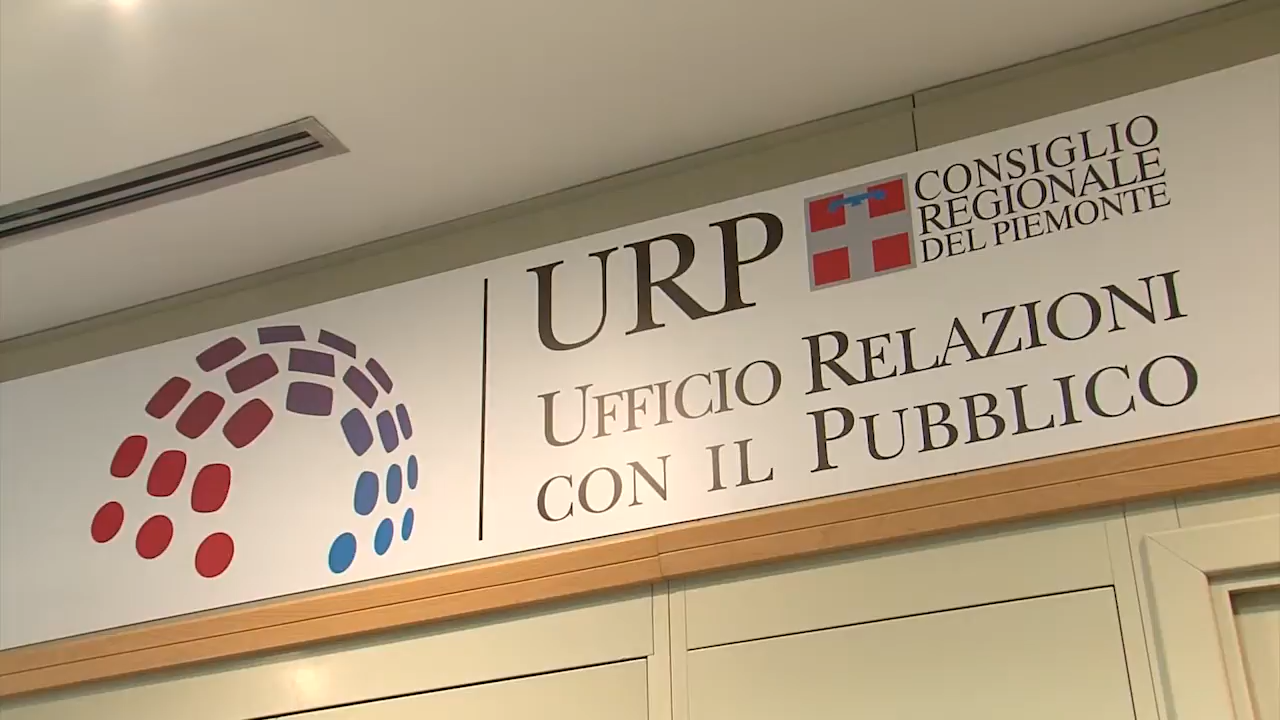 URP
CONSIGLIO
REGIONALE
DEL PIEMONTE
UFFICIO RELAZIONI
CON IL PUBBLICO